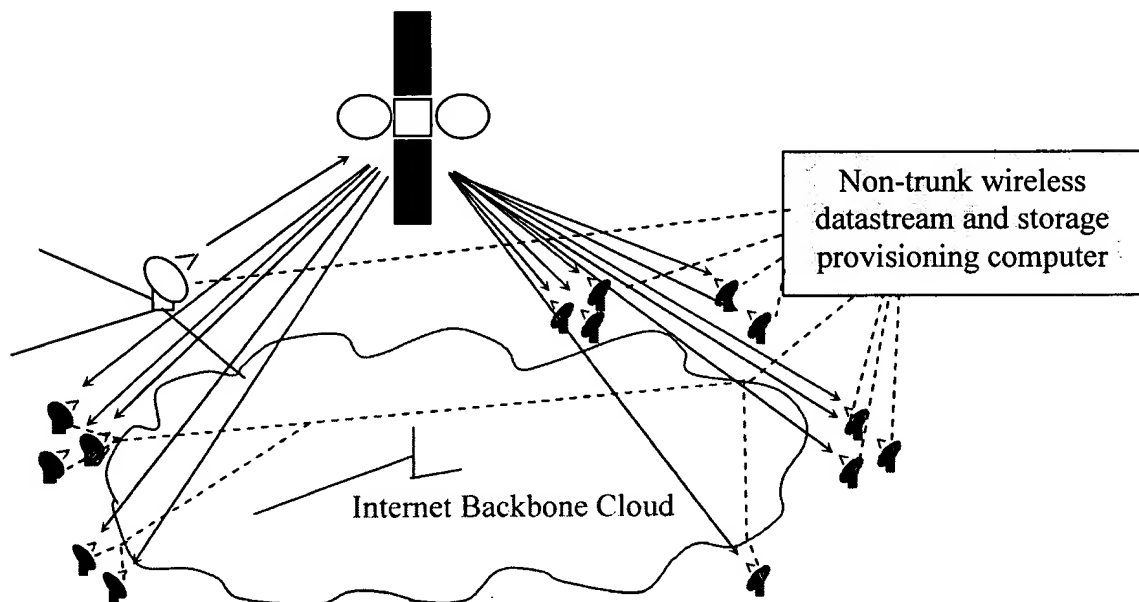 Non-trunk wireless
datastream and storage
provisioning computer
Internet Backbone Cloud